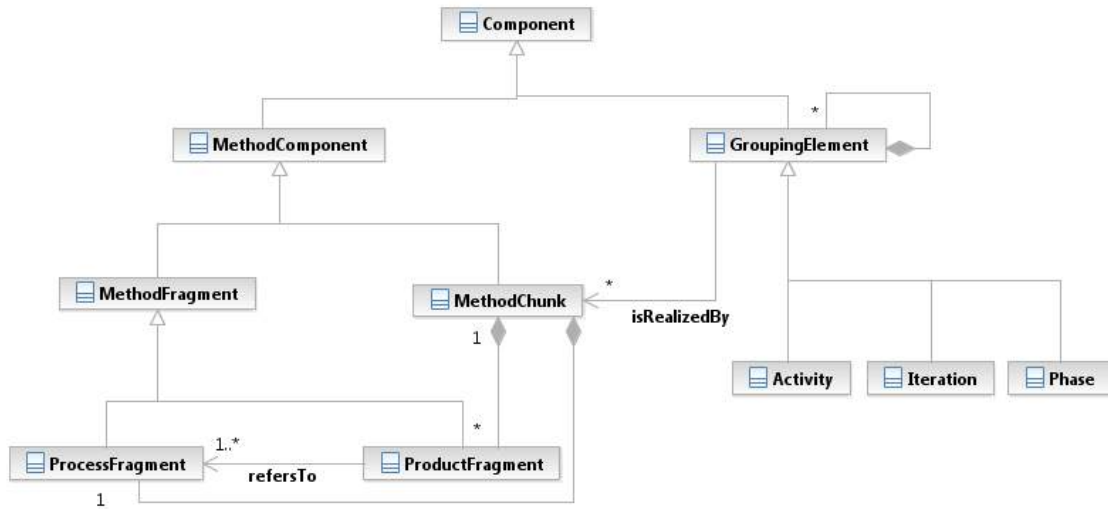 Component
*
MethodComponent
GroupingElement
MethodFragment
MethodChunk
*
isRealizedBy
1
Activity
Iteration
Phase
*
1..*
ProcessFragment
ProductFragment
refersTo
1